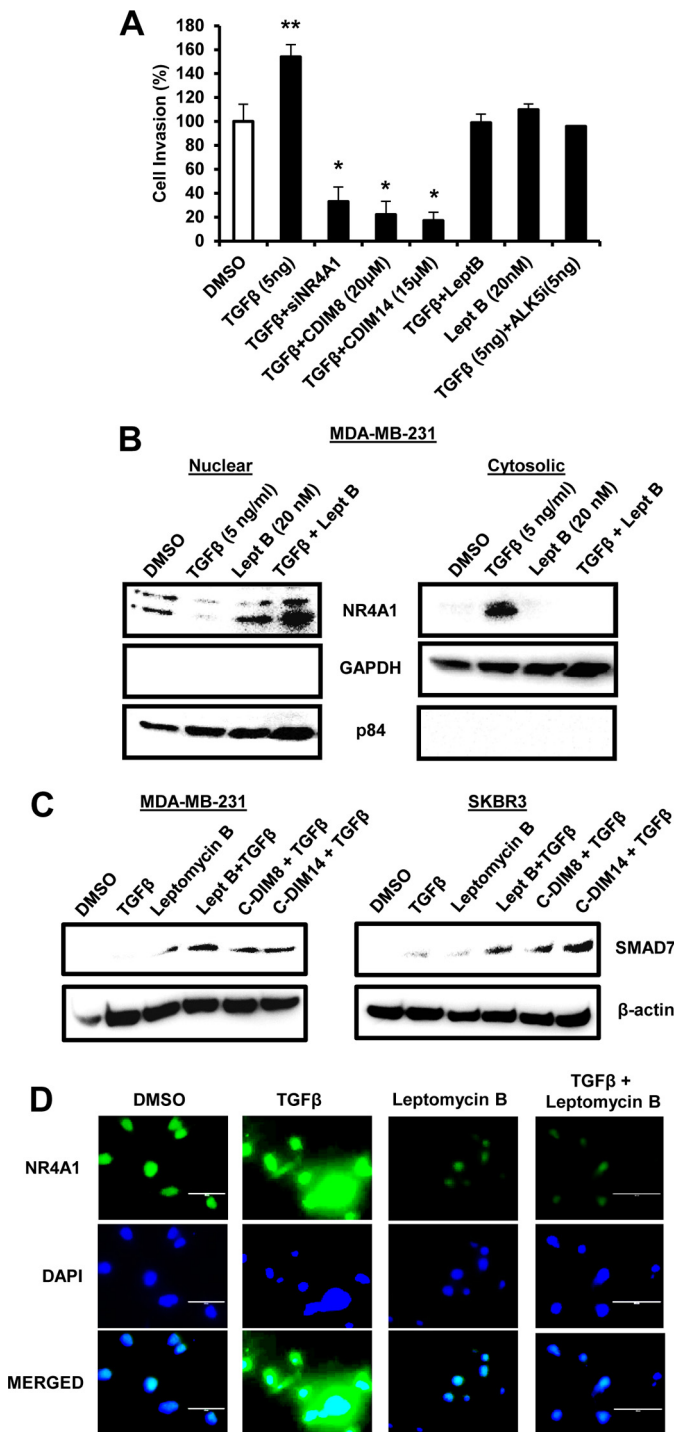 A
Cell Invasion (%)
180
160
140
120
100
80
60
40
20
0
**
*
*
*
DMSO
TGFβ (5ng)
TGFβ+siNR4A1
TGFβ+CDIM8 (20μM)
TGFβ+CDIM14 (15μM)
TGFβ+LeptB
Lept B (20nM)
TGFβ (5ng)+ALK5i(5ng)
B
MDA-MB-231
Nuclear
Cytosolic
DMSO
TGFβ (5 ng/ml)
Lept B (20 nM)
TGFβ + Lept B
DMSO
TGFβ (5 ng/ml)
Lept B (20 nM)
TGFβ + Lept B
NR4A1
GAPDH
p84
C
MDA-MB-231
SKBR3
DMSO
TGFβ
Leptomycin B
Lept B+TGFβ
C-DIM8 + TGFβ
C-DIM14 + TGFβ
DMSO
TGFβ
Leptomycin B
Lept B+TGFβ
C-DIM8 + TGFβ
C-DIM14 + TGFβ
SMAD7
β-actin
D
DMSO
TGFβ
Leptomycin B
TGFβ +
Leptomycin B
NR4A1
DAPI
MERGED